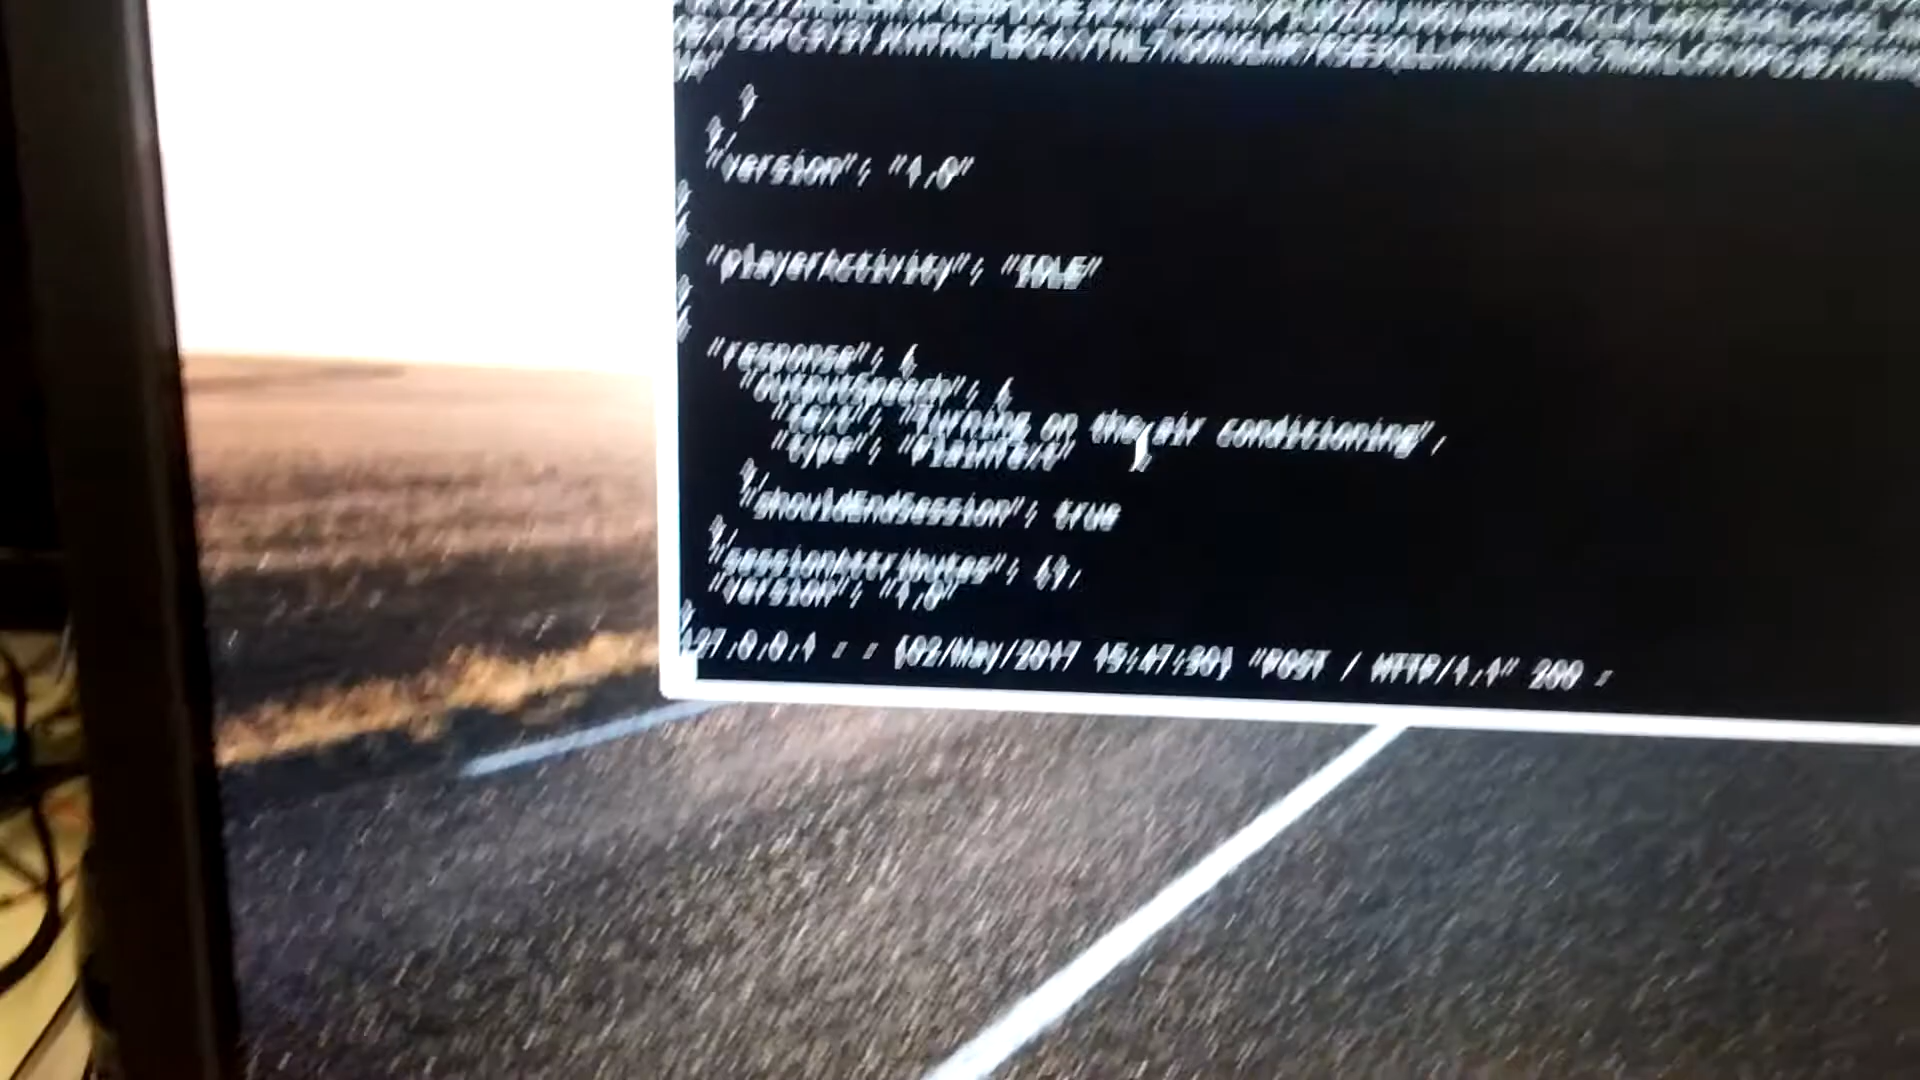 }
},
"version": "1.0"
}
{
"playerActivity": "IDLE"
}
{
"response": {
"outputSpeech": {
"text": "Turning on the air conditioning",
"type": "PlainText"
},
"shouldEndSession": true
},
"sessionAttributes": {},
"version": "1.0"
}
127.0.0.1 - - [02/May/2017 15:47:30] "POST / HTTP/1.1" 200 -